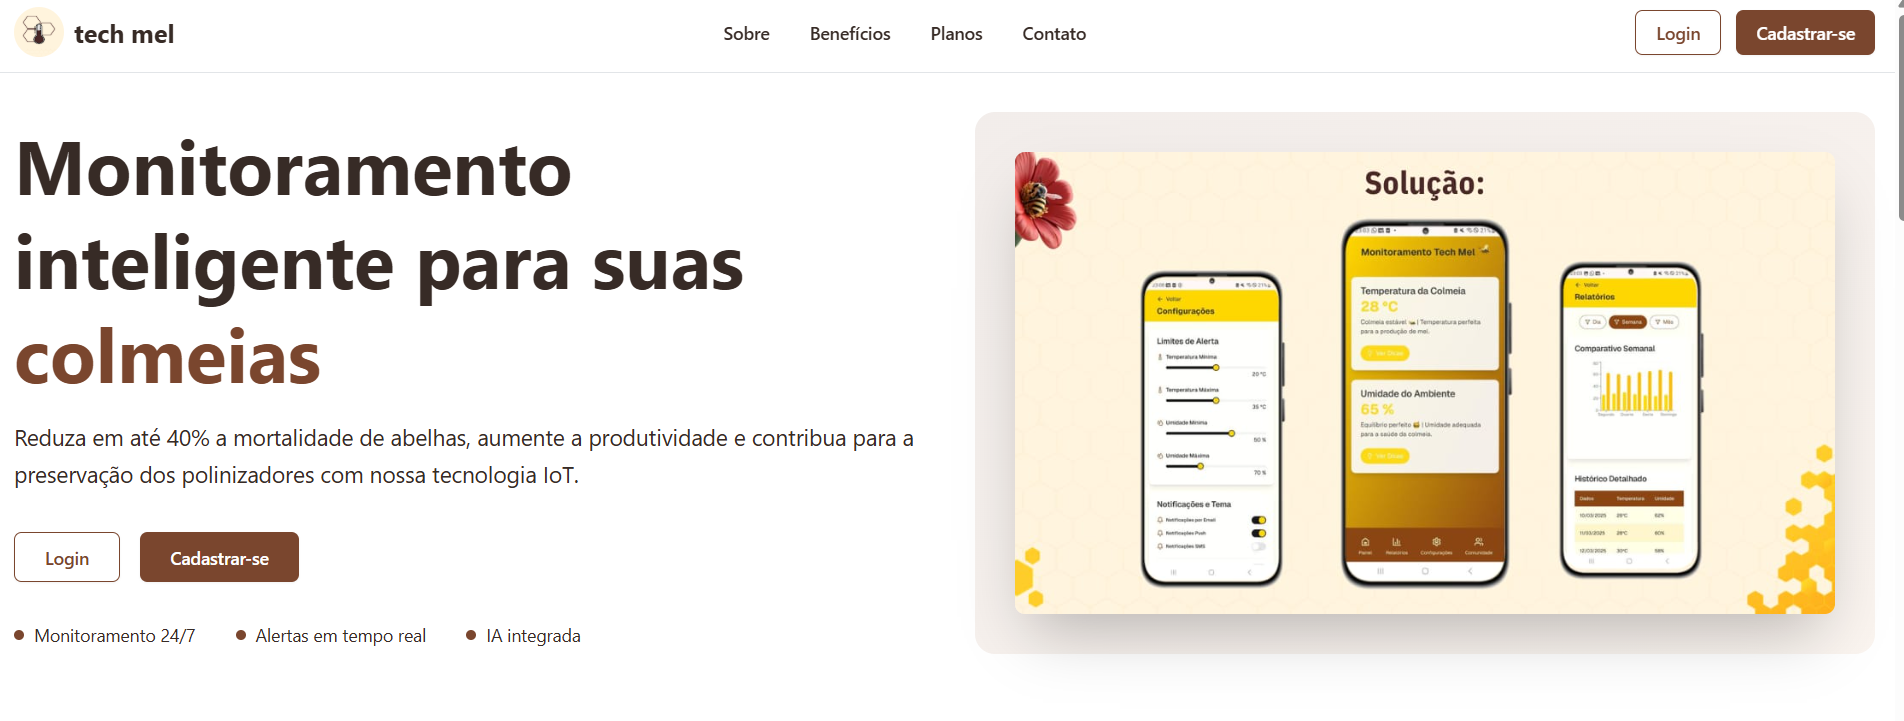 tech mel
Sobre
Benefícios
Planos
Contato
Login
Cadastrar-se
Monitoramento
inteligente para suas
colmeias
Reduza em até 40% a mortalidade de abelhas, aumente a produtividade e contribua para a
preservação dos polinizadores com nossa tecnologia IoT.
Login
Cadastrar-se
Monitoramento 24/7
Alertas em tempo real
IA integrada
Solução:
Voltar
Configurações
Limites de Alerta
Temperatura Mínima
20 °C
Temperatura Máxima
35 °C
Umidade Mínima
50 %
Umidade Máxima
70 %
Notificações e Tema
Notificações por Email
Notificações Push
Notificações SMS
Monitoramento Tech Mel
Temperatura da Colmeia
28 °C
Colmeia estável | Temperatura perfeita
para a produção de mel.
Ver Dicas
Umidade do Ambiente
65 %
Equilíbrio perfeito | Umidade adequada
para a saúde da colmeia.
Ver Dicas
Painel
Relatórios
Configurações
Comunidade
Voltar
Relatórios
Dia
Semana
Mês
Comparativo Semanal
Histórico Detalhado
Dados Temperatura Umidade
10/03/2025 28°C 62%
11/03/2025 29°C 60%
12/03/2025 30°C 58%